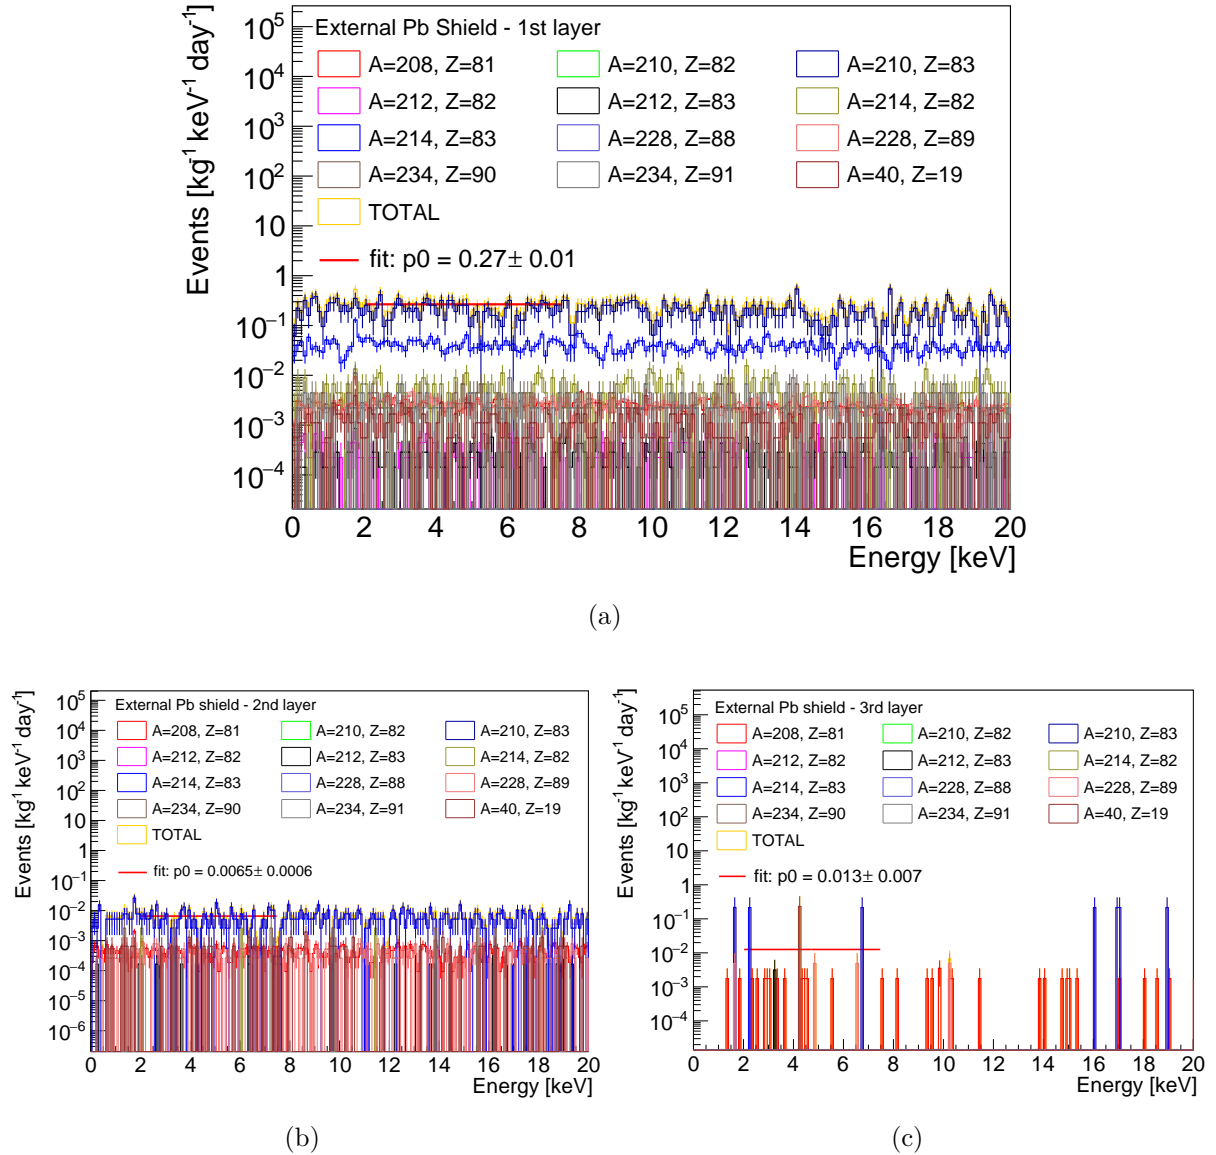 External Pb Shield - 1st layer
A=208, Z=81 A=210, Z=82 A=210, Z=83
A=212, Z=82 A=212, Z=83 A=214, Z=82
A=214, Z=83 A=228, Z=88 A=228, Z=89
A=234, Z=90 A=234, Z=91 A=40, Z=19
TOTAL
fit: p0 = 0.27± 0.01
Events [kg⁻¹ keV⁻¹ day⁻¹]
10⁵
10⁴
10³
10²
10
1
10⁻¹
10⁻²
10⁻³
10⁻⁴
0 2 4 6 8 10 12 14 16 18 20
Energy [keV]
(a)
External Pb shield - 2nd layer
A=208, Z=81 A=210, Z=82 A=210, Z=83
A=212, Z=82 A=212, Z=83 A=214, Z=82
A=214, Z=83 A=228, Z=88 A=228, Z=89
A=234, Z=90 A=234, Z=91 A=40, Z=19
TOTAL
fit: p0 = 0.0065± 0.0006
Events [kg⁻¹ keV⁻¹ day⁻¹]
10⁵
10⁴
10³
10²
10
1
10⁻¹
10⁻²
10⁻³
10⁻⁴
10⁻⁵
10⁻⁶
0 2 4 6 8 10 12 14 16 18 20
Energy [keV]
(b)
External Pb shield - 3rd layer
A=208, Z=81 A=210, Z=82 A=210, Z=83
A=212, Z=82 A=212, Z=83 A=214, Z=82
A=214, Z=83 A=228, Z=88 A=228, Z=89
A=234, Z=90 A=234, Z=91 A=40, Z=19
TOTAL
fit: p0 = 0.013± 0.007
Events [kg⁻¹ keV⁻¹ day⁻¹]
10⁵
10⁴
10³
10²
10
1
10⁻¹
10⁻²
10⁻³
10⁻⁴
0 2 4 6 8 10 12 14 16 18 20
Energy [keV]
(c)